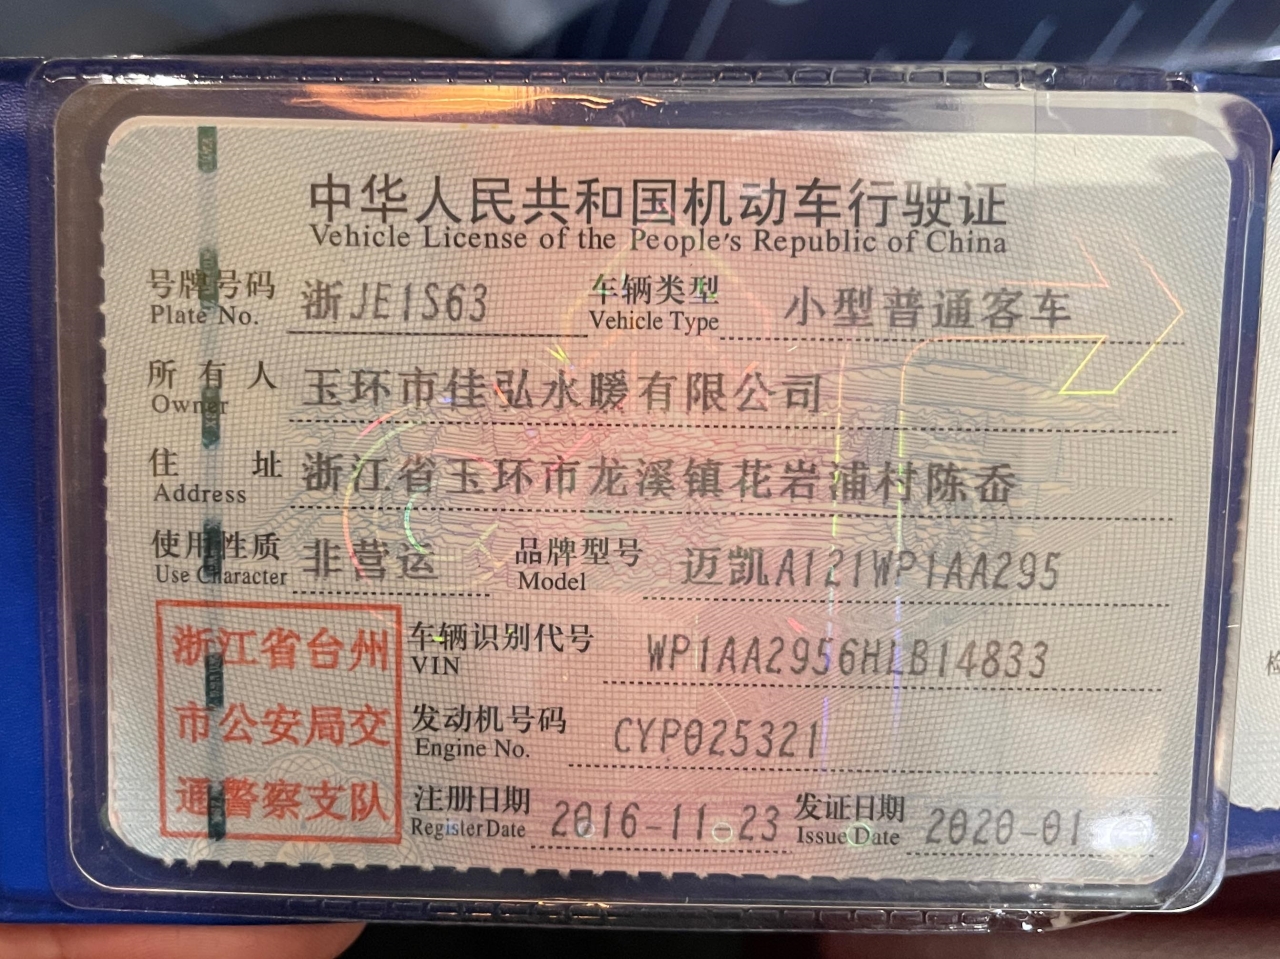 中华人民共和国机动车行驶证
Vehicle License of the People's Republic of China
号牌号码 浙JE1S63 车辆类型 小型普通客车
Plate No. Vehicle Type
所有人 玉环市佳弘水暖有限公司
Owner
住址 浙江省玉环市龙溪镇花岩浦村陈岙
Address
使用性质 非营运 品牌型号 迈凯A121WP1AA295
Use Character Model
浙江省台州
市公安局交
通警察支队
车辆识别代号 WP1AA2956HLB14833
VIN
发动机号码 CYP025321
Engine No.
注册日期 2016-11-23 发证日期 2020-01-
Register Date Issue Date